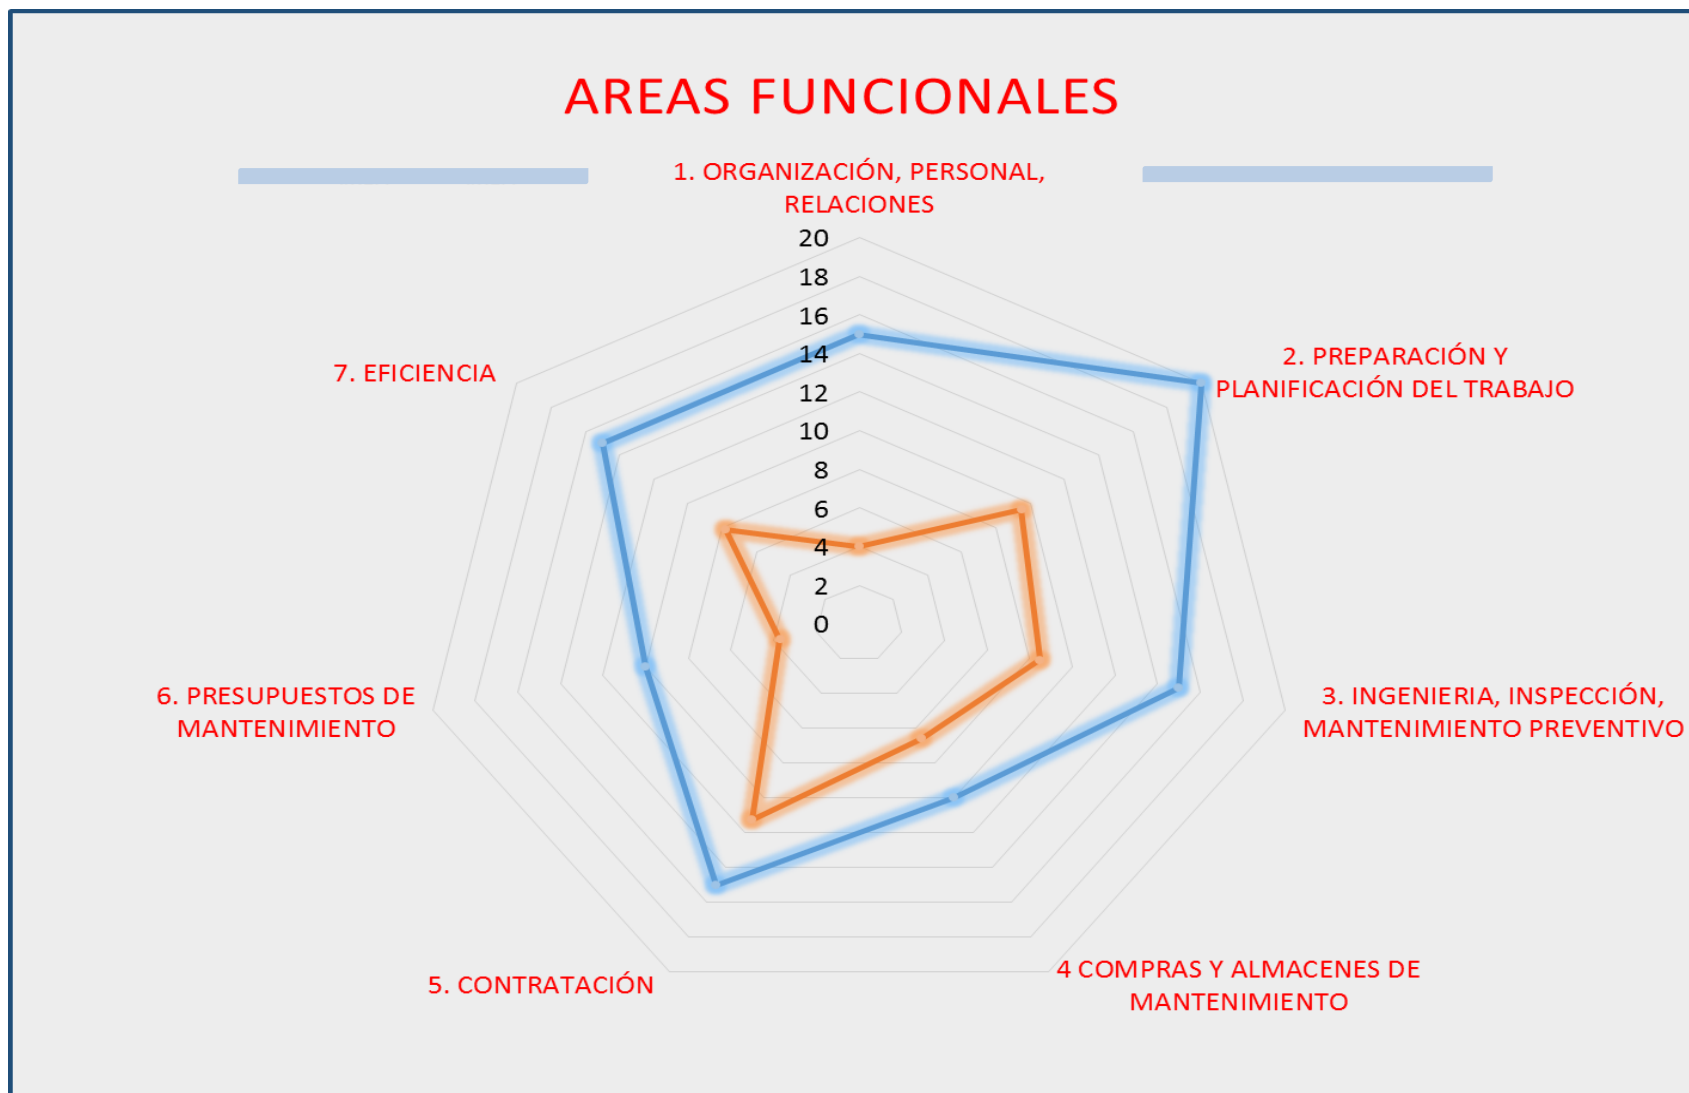 AREAS FUNCIONALES
1. ORGANIZACIÓN, PERSONAL,
RELACIONES
20
18
16
14
12
10
8
6
4
2
0
2. PREPARACIÓN Y
PLANIFICACIÓN DEL TRABAJO
3. INGENIERIA, INSPECCIÓN,
MANTENIMIENTO PREVENTIVO
4 COMPRAS Y ALMACENES DE
MANTENIMIENTO
5. CONTRATACIÓN
6. PRESUPUESTOS DE
MANTENIMIENTO
7. EFICIENCIA